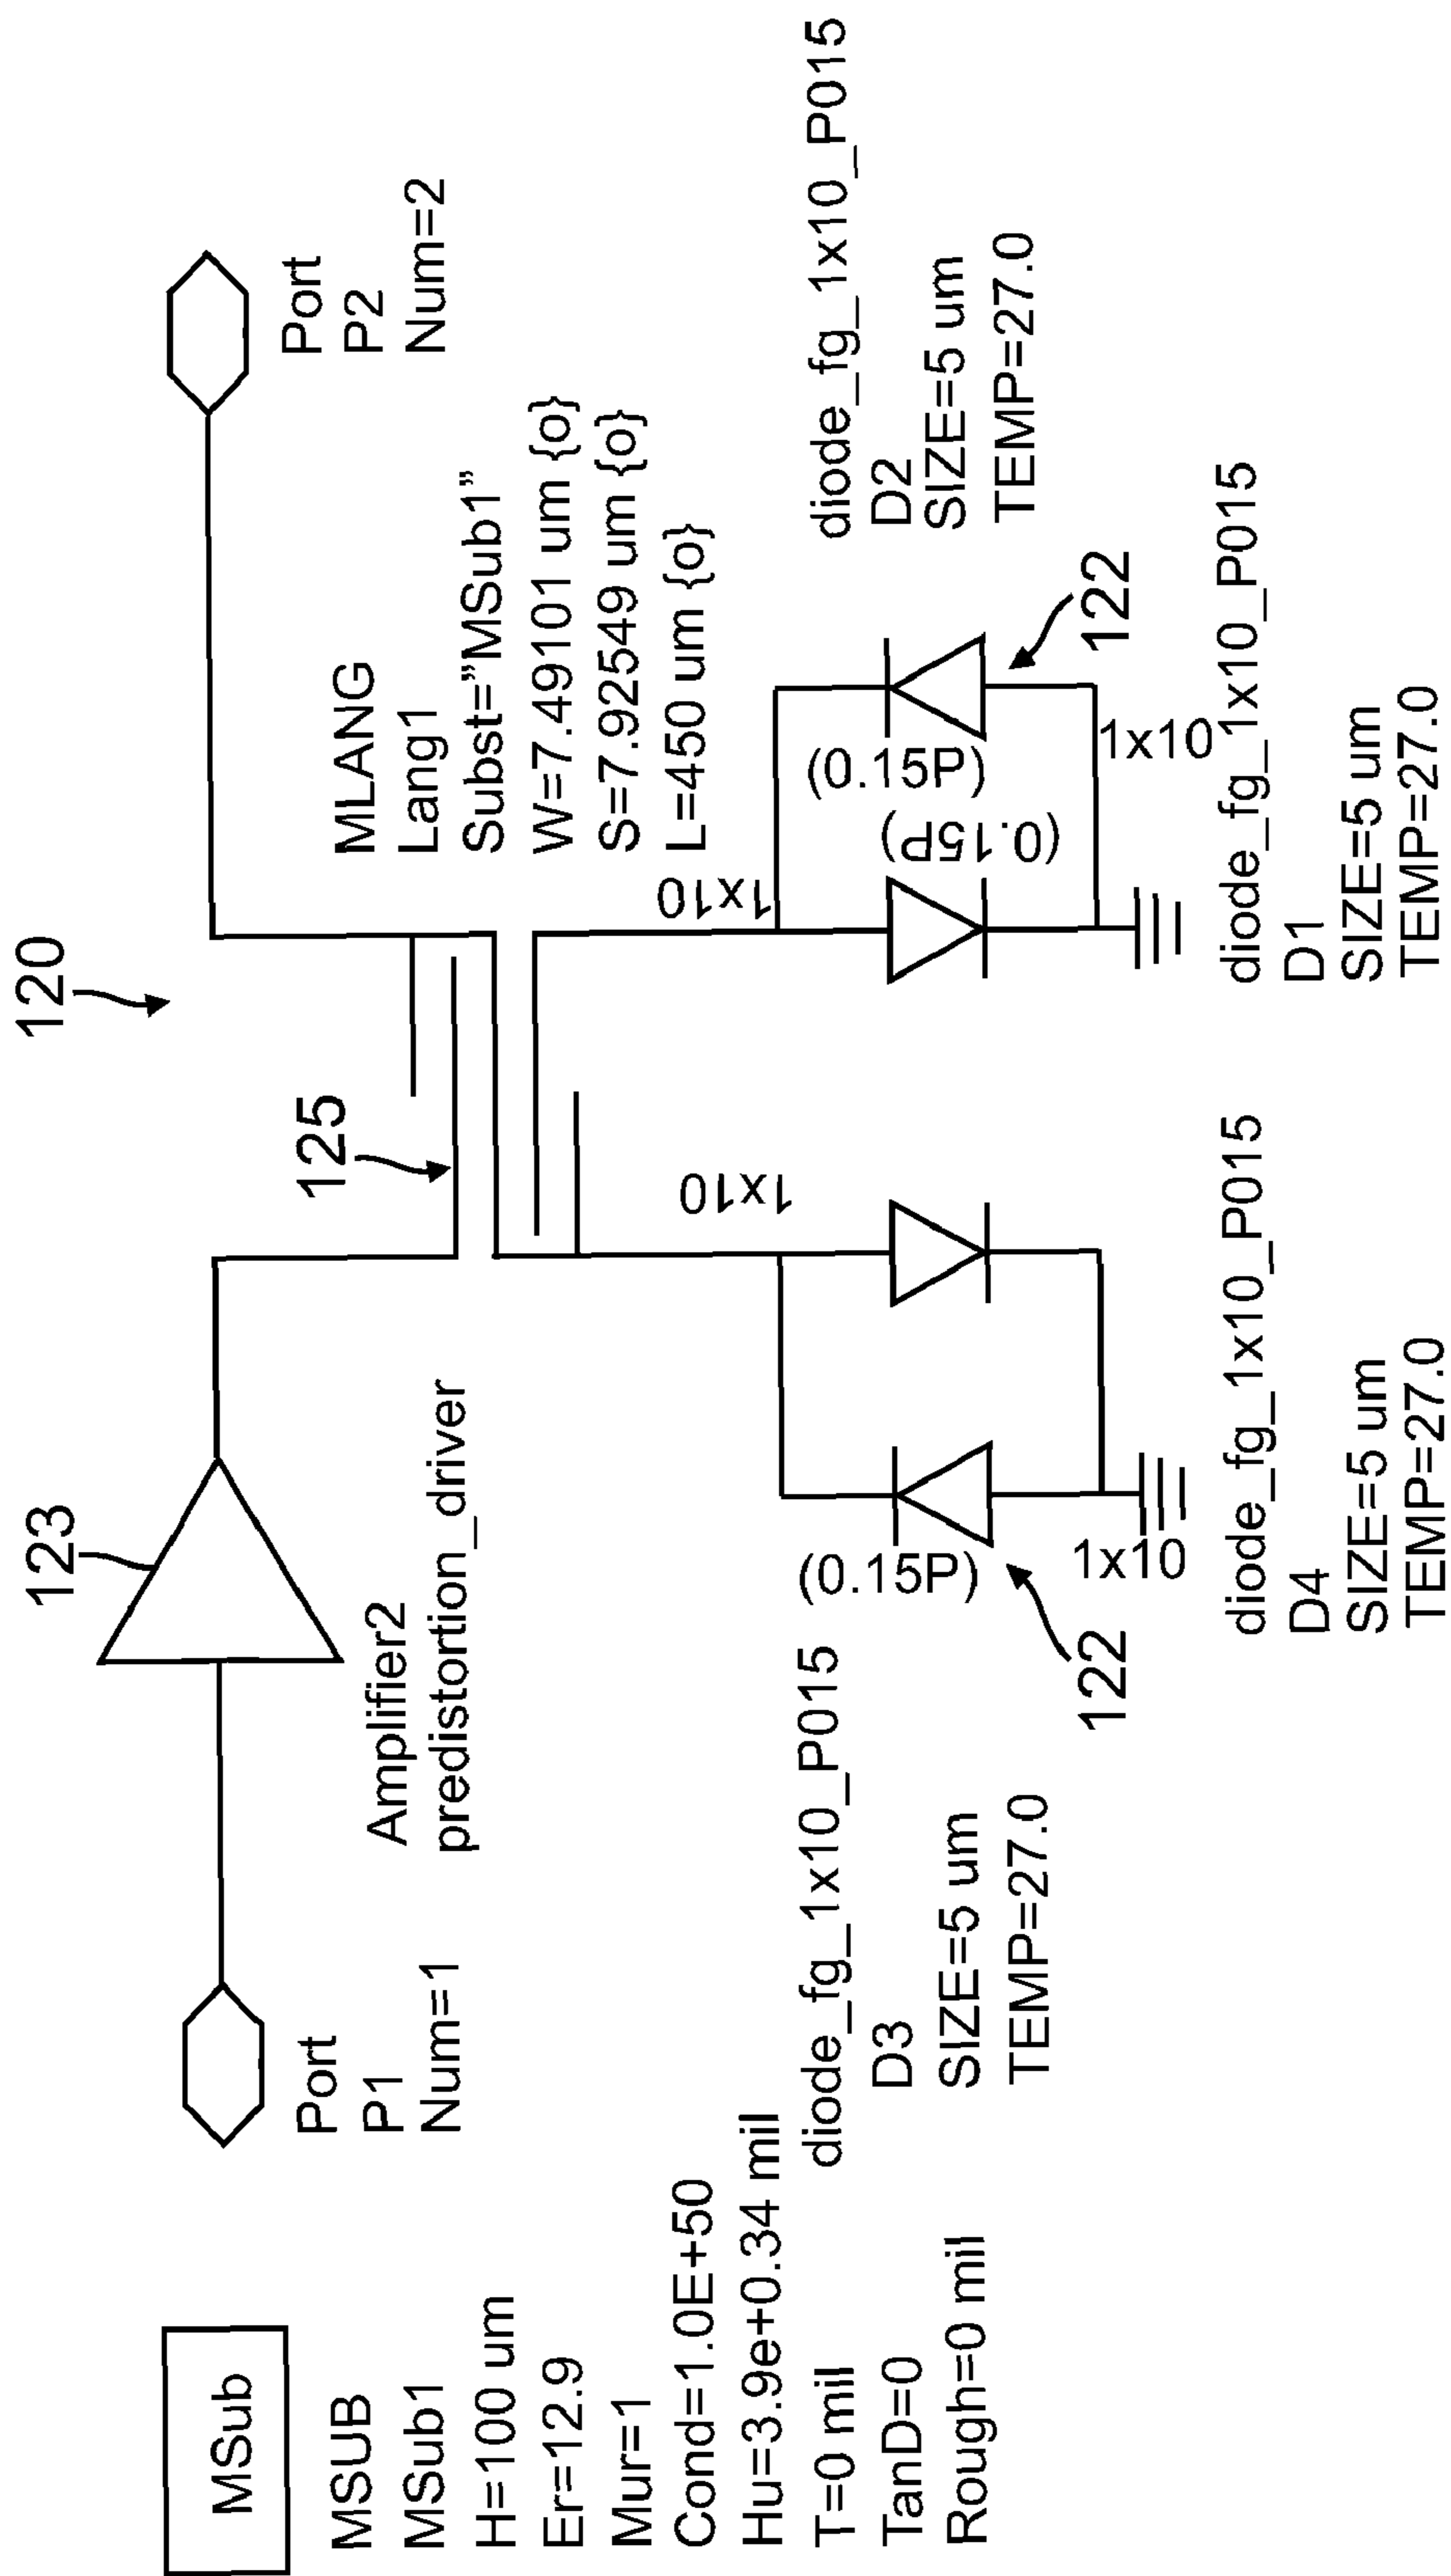 120
123
125
MSub
MSUB
MSub1
H=100 um
Er=12.9
Mur=1
Cond=1.0E+50
Hu=3.9e+0.34 mil
T=0 mil
TanD=0
Rough=0 mil
Port
P1
Num=1
Amplifier2
predistortion_driver
Port
P2
Num=2
MLANG
Lang1
Subst="MSub1"
W=7.49101 um {o}
S=7.92549 um {o}
L=450 um {o}
diode_fg_1x10_P015
D3
SIZE=5 um
TEMP=27.0
1x10
(0.15P)
1x10
122
diode_fg_1x10_P015
D4
SIZE=5 um
TEMP=27.0
1x10
(0.15P)
(0.15P)
1x10
122
diode_fg_1x10_P015
D1
SIZE=5 um
TEMP=27.0
diode_fg_1x10_P015
D2
SIZE=5 um
TEMP=27.0